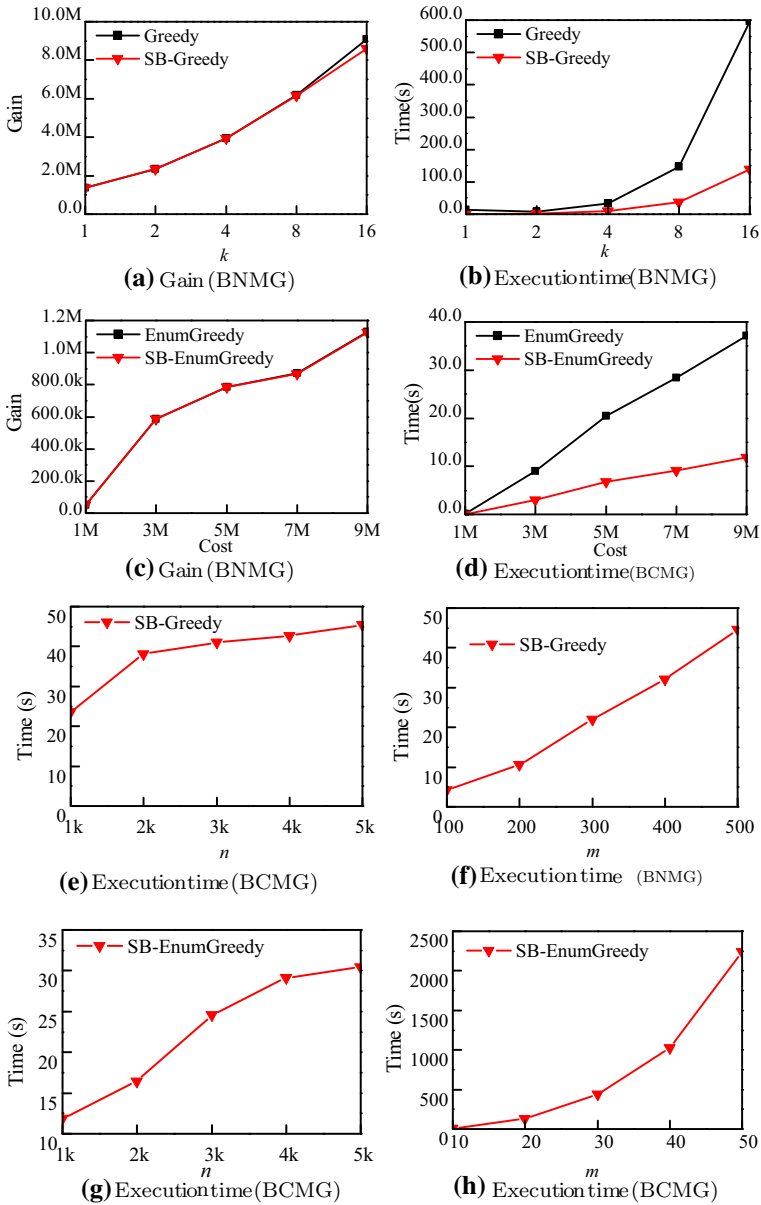 10.0M
8.0M
6.0M
4.0M
2.0M
0.0
Gain
Greedy
SB-Greedy
1 2 4 8 16
k
(a) Gain (BNMG)
600.0
500.0
400.0
300.0
200.0
100.0
0.0
Time(s)
Greedy
SB-Greedy
1 2 4 8 16
k
(b) Executiontime(BNMG)
1.2M
1.0M
800.0k
600.0k
400.0k
200.0k
0.0
Gain
EnumGreedy
SB-EnumGreedy
1M 3M 5M 7M 9M
Cost
(c) Gain (BNMG)
40.0
30.0
20.0
10.0
0.0
Time(s)
EnumGreedy
SB-EnumGreedy
1M 3M 5M 7M 9M
Cost
(d) Executiontime(BCMG)
50
40
30
20
10
0
Time (s)
SB-Greedy
1k 2k 3k 4k 5k
n
(e) Executiontime(BCMG)
50
40
30
20
10
0
Time (s)
SB-Greedy
100 200 300 400 500
m
(f) Execution time (BNMG)
35
30
25
20
15
10
Time (s)
SB-EnumGreedy
1k 2k 3k 4k 5k
n
(g) Executiontime(BCMG)
2500
2000
1500
1000
500
0
Time (s)
SB-EnumGreedy
10 20 30 40 50
m
(h) Executiontime(BCMG)